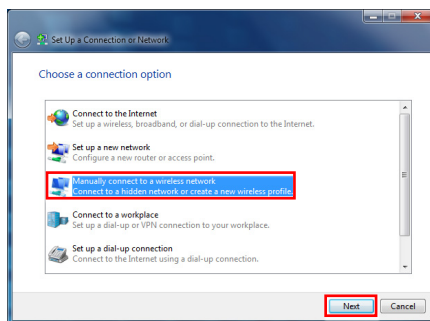 Set Up a Connection or Network
Choose a connection option
Connect to the Internet
Set up a wireless, broadband, or dial-up connection to the Internet.
Set up a new network
Configure a new router or access point.
Manually connect to a wireless network
Connect to a hidden network or create a new wireless profile.
Connect to a workplace
Set up a dial-up or VPN connection to your workplace.
Set up a dial-up connection
Connect to the Internet using a dial-up connection.
Next Cancel